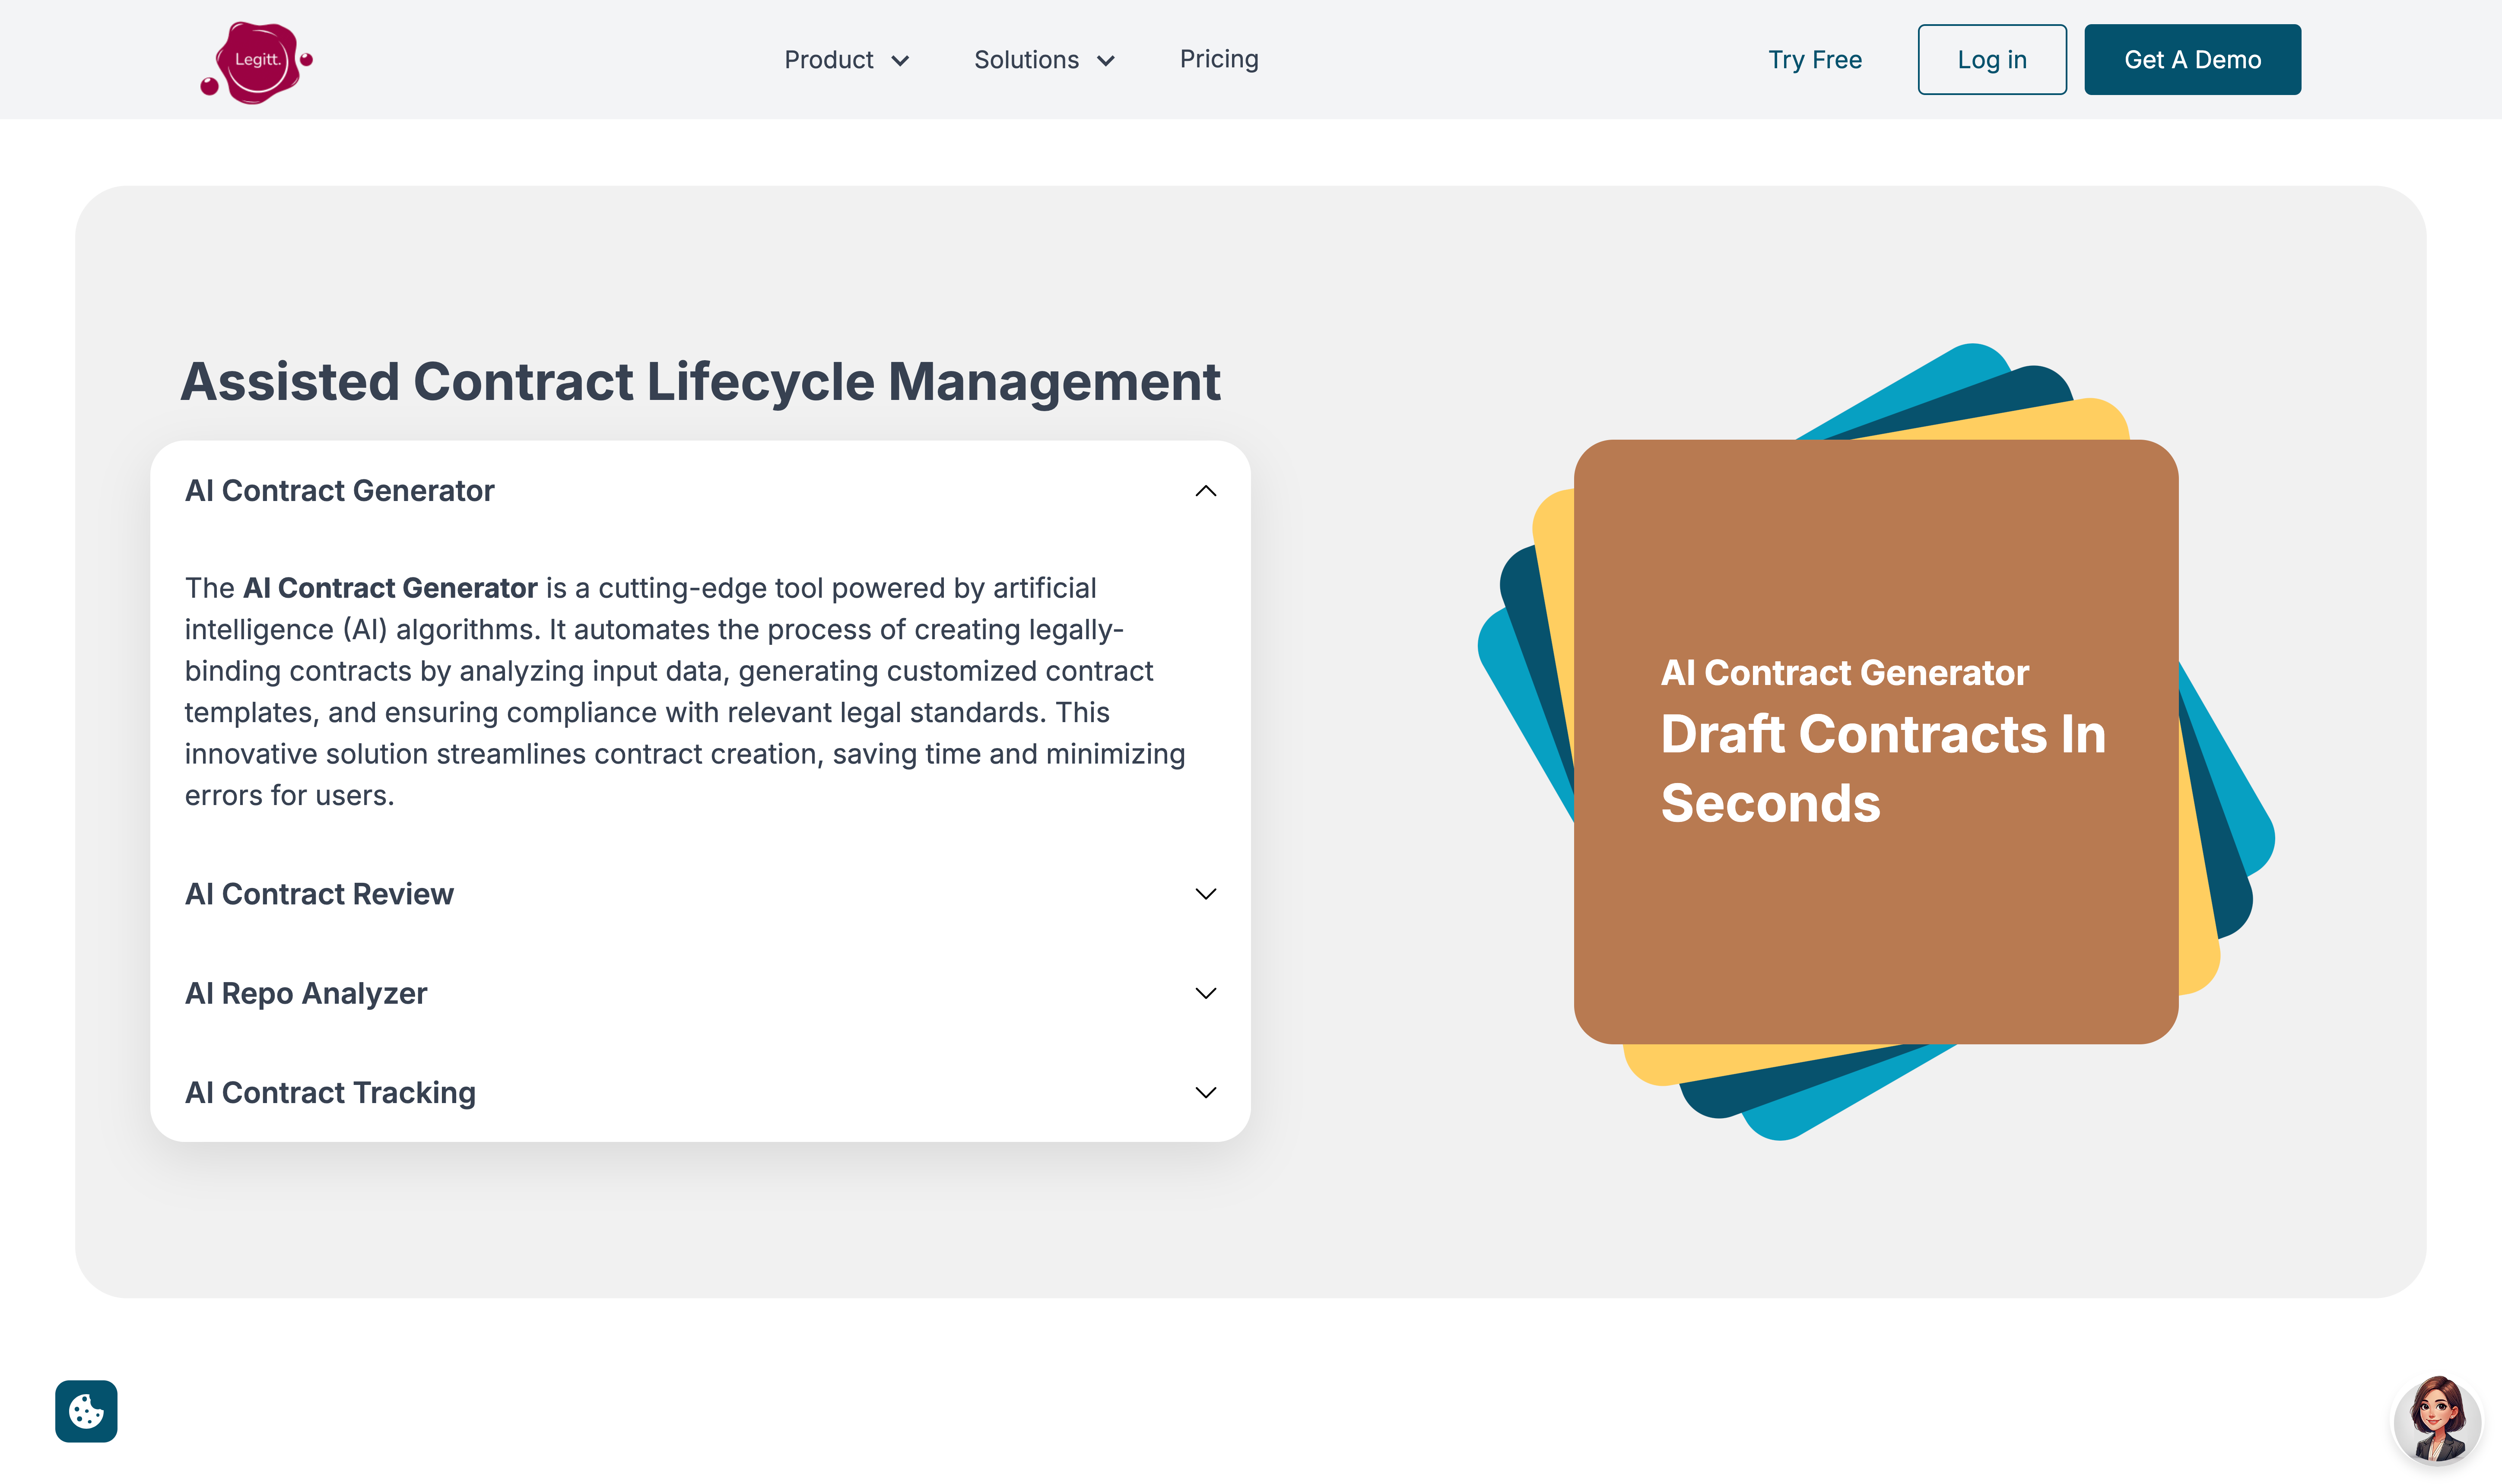 Legitt.
Product
Solutions
Pricing
Try Free
Log in
Get A Demo
Assisted Contract Lifecycle Management
AI Contract Generator
The AI Contract Generator is a cutting-edge tool powered by artificial
intelligence (AI) algorithms. It automates the process of creating legally-
binding contracts by analyzing input data, generating customized contract
templates, and ensuring compliance with relevant legal standards. This
innovative solution streamlines contract creation, saving time and minimizing
errors for users.
AI Contract Review
AI Repo Analyzer
AI Contract Tracking
AI Contract Generator
Draft Contracts In
Seconds